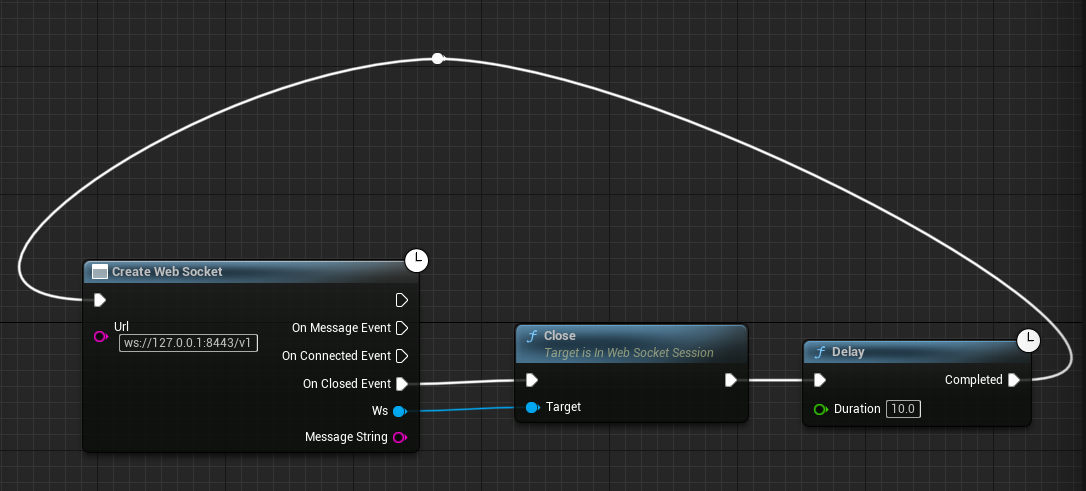 Create Web Socket
Url
ws://127.0.0.1:8443/v1
On Message Event
On Connected Event
On Closed Event
Ws
Message String
f Close
Target is In Web Socket Session
Target
f Delay
Completed
Duration 10.0